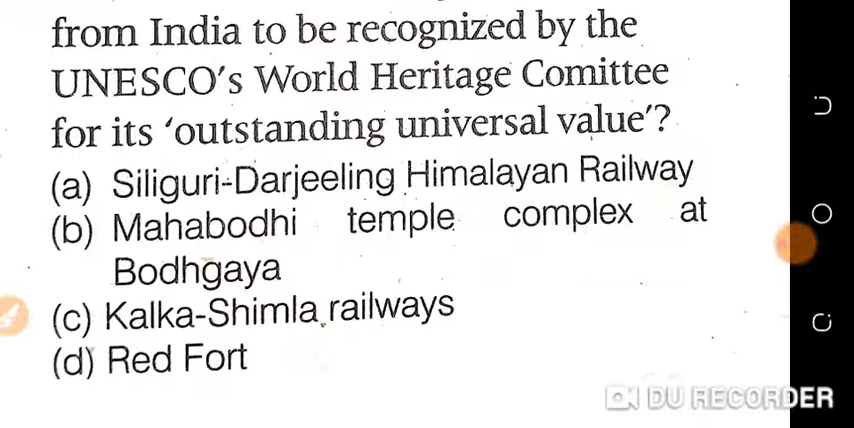 from India to be recognized by the
UNESCO's World Heritage Comittee
for its 'outstanding universal value'?
(a) Siliguri-Darjeeling Himalayan Railway
(b) Mahabodhi temple complex at
Bodhgaya
(c) Kalka-Shimla railways
(d) Red Fort
DU RECORDER